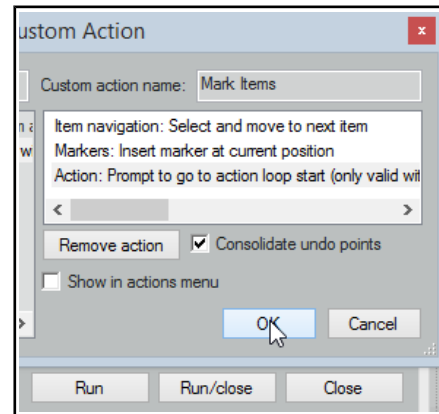 ustom Action
x
Custom action name: Mark Items
Item navigation: Select and move to next item
Markers: Insert marker at current position
Action: Prompt to go to action loop start (only valid wit
Remove action
Consolidate undo points
Show in actions menu
OK
Cancel
Run
Run/close
Close